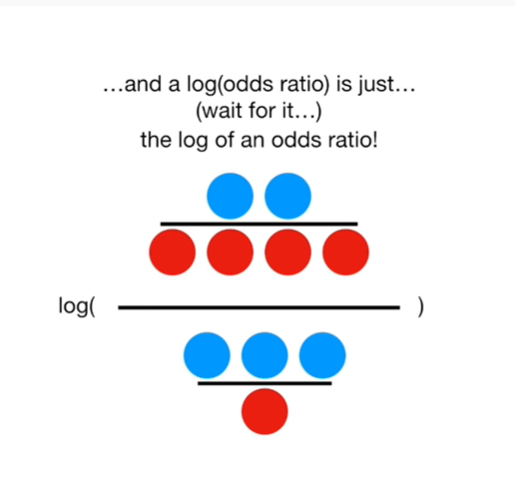 …and a log(odds ratio) is just…
(wait for it…)
the log of an odds ratio!
log( )